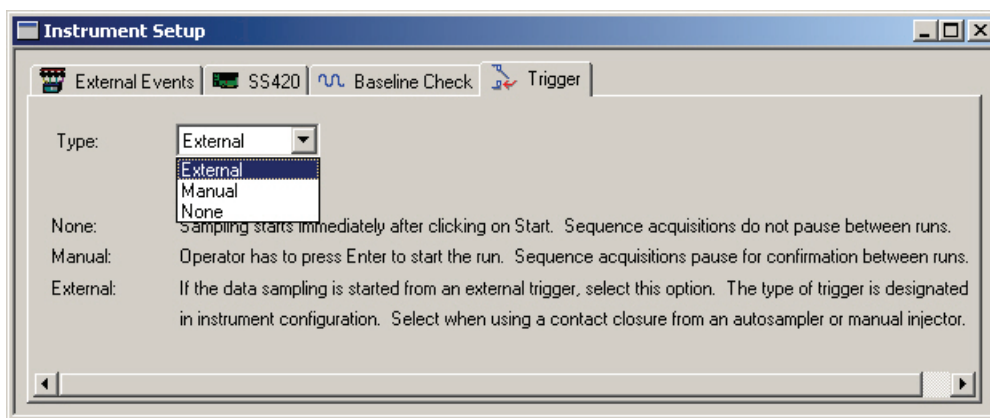 Instrument Setup
External Events SS420 Baseline Check Trigger
Type: External
External
Manual
None
None: Sampling starts immediately after clicking on Start. Sequence acquisitions do not pause between runs.
Manual: Operator has to press Enter to start the run. Sequence acquisitions pause for confirmation between runs.
External: If the data sampling is started from an external trigger, select this option. The type of trigger is designated
in instrument configuration. Select when using a contact closure from an autosampler or manual injector.